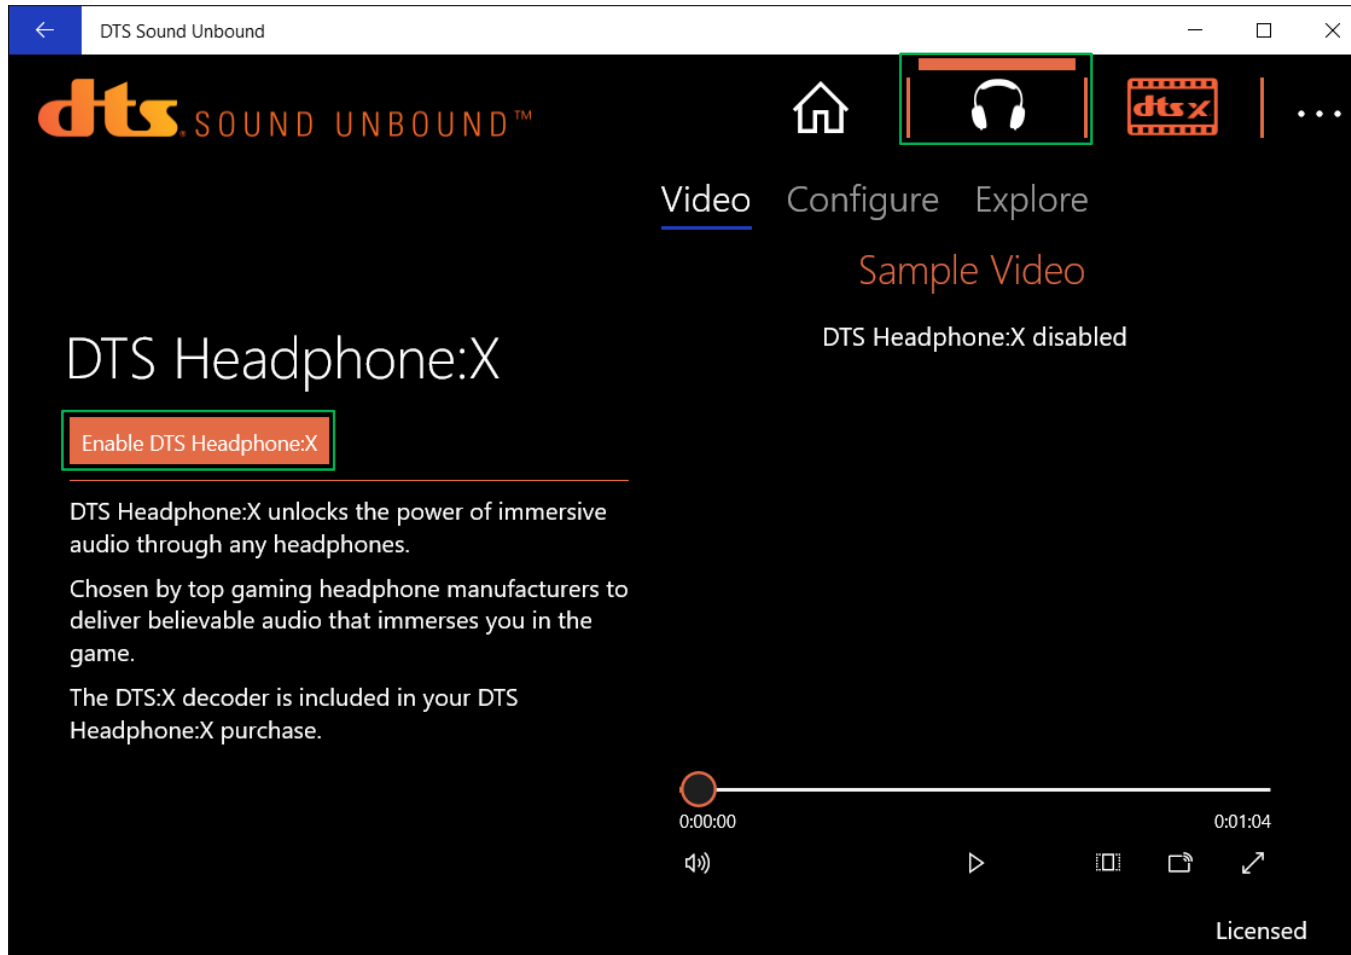 DTS Sound Unbound
dts SOUND UNBOUND™
dts x
Video Configure Explore
Sample Video
DTS Headphone:X disabled
DTS Headphone:X
Enable DTS Headphone:X
DTS Headphone:X unlocks the power of immersive
audio through any headphones.
Chosen by top gaming headphone manufacturers to
deliver believable audio that immerses you in the
game.
The DTS:X decoder is included in your DTS
Headphone:X purchase.
0:00:00 0:01:04
Licensed